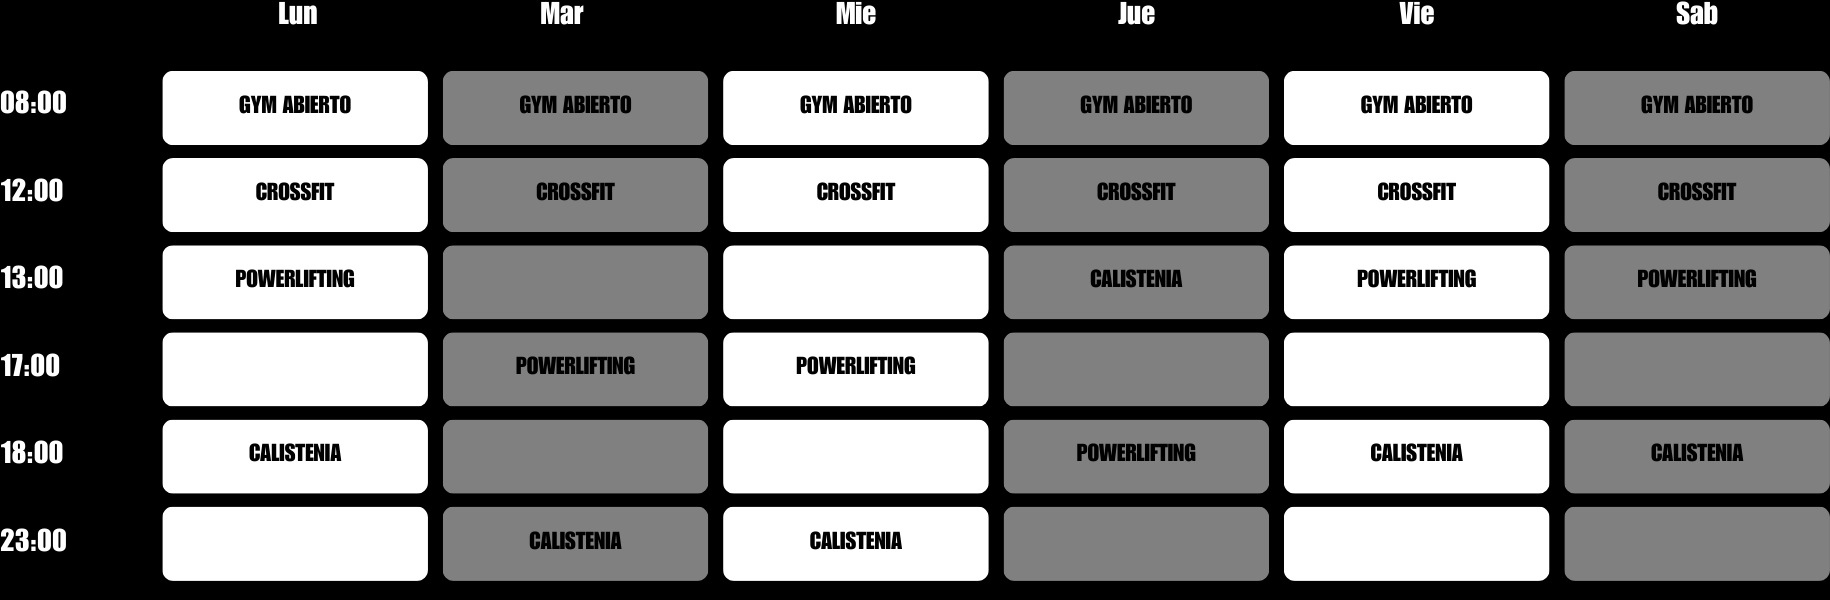 Lun Mar Mie Jue Vie Sab
08:00 GYM ABIERTO GYM ABIERTO GYM ABIERTO GYM ABIERTO GYM ABIERTO GYM ABIERTO
12:00 CROSSFIT CROSSFIT CROSSFIT CROSSFIT CROSSFIT CROSSFIT
13:00 POWERLIFTING CALISTENIA POWERLIFTING POWERLIFTING
17:00 POWERLIFTING POWERLIFTING
18:00 CALISTENIA POWERLIFTING CALISTENIA CALISTENIA
23:00 CALISTENIA CALISTENIA